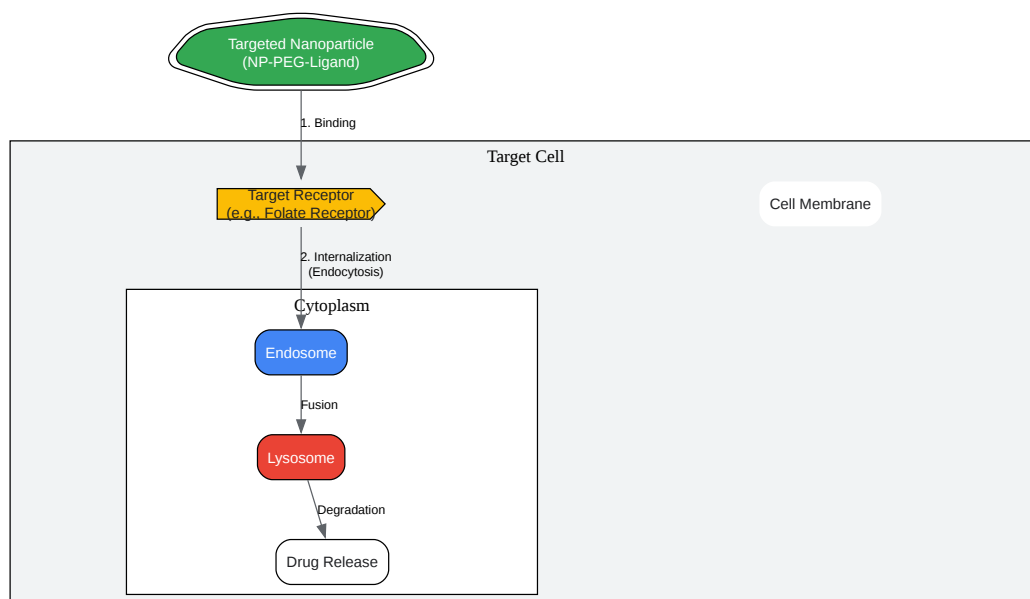 Targeted Nanoparticle
(NP-PEG-Ligand)
1. Binding
Target Cell
Target Receptor
(e.g., Folate Receptor)
Cell Membrane
2. Internalization
(Endocytosis)
Cytoplasm
Endosome
Fusion
Lysosome
Degradation
Drug Release